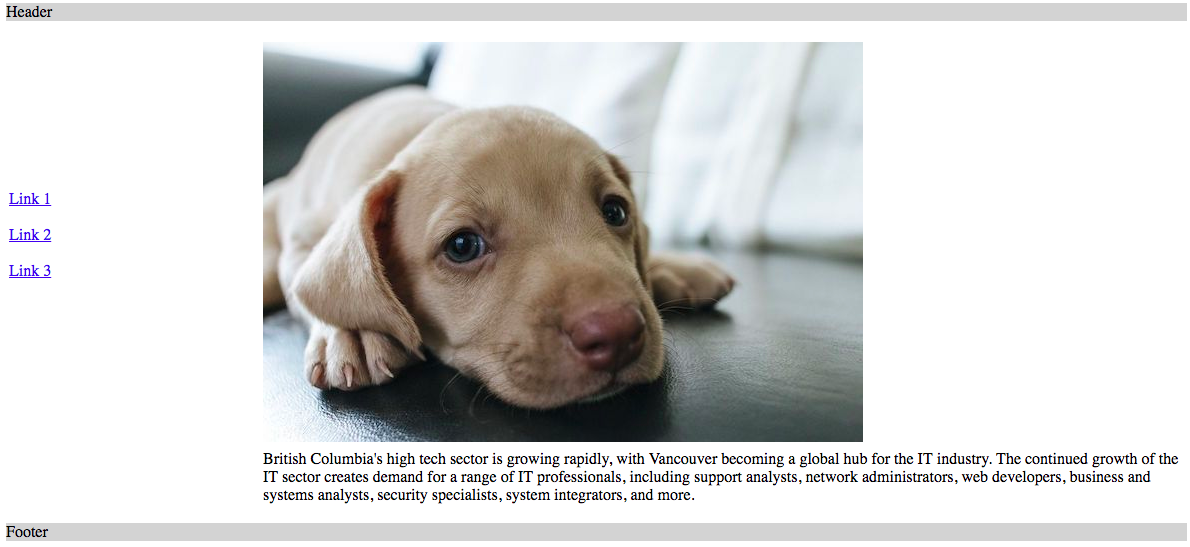 Header
Link 1
Link 2
Link 3
British Columbia's high tech sector is growing rapidly, with Vancouver becoming a global hub for the IT industry. The continued growth of the
IT sector creates demand for a range of IT professionals, including support analysts, network administrators, web developers, business and
systems analysts, security specialists, system integrators, and more.
Footer